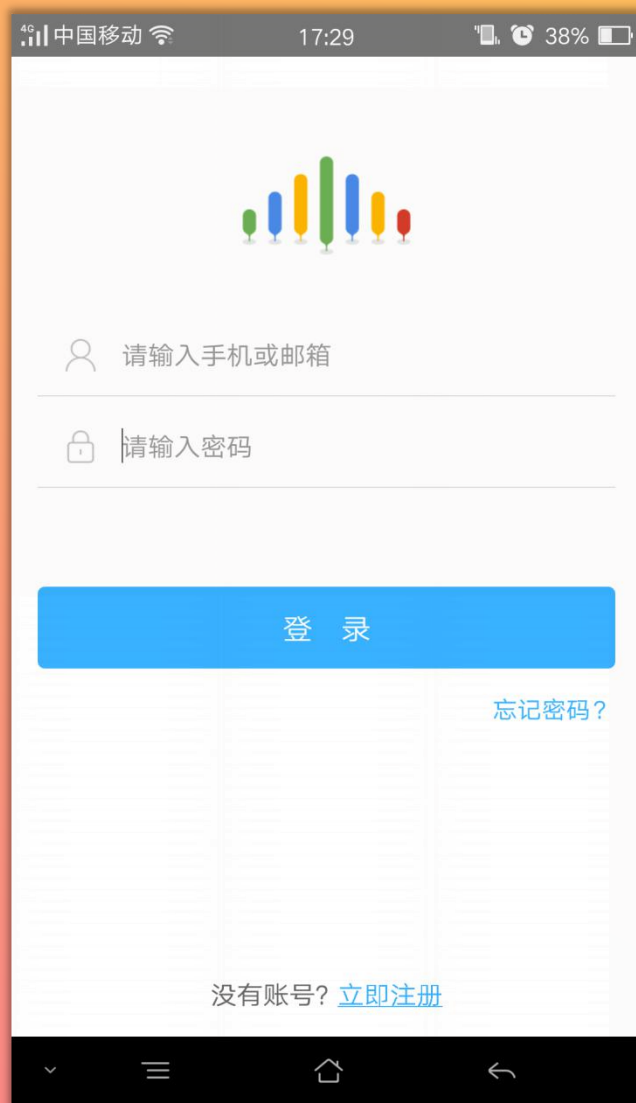 4G 中国移动 17:29 38%
请输入手机或邮箱
请输入密码
登 录
忘记密码?
没有账号? 立即注册